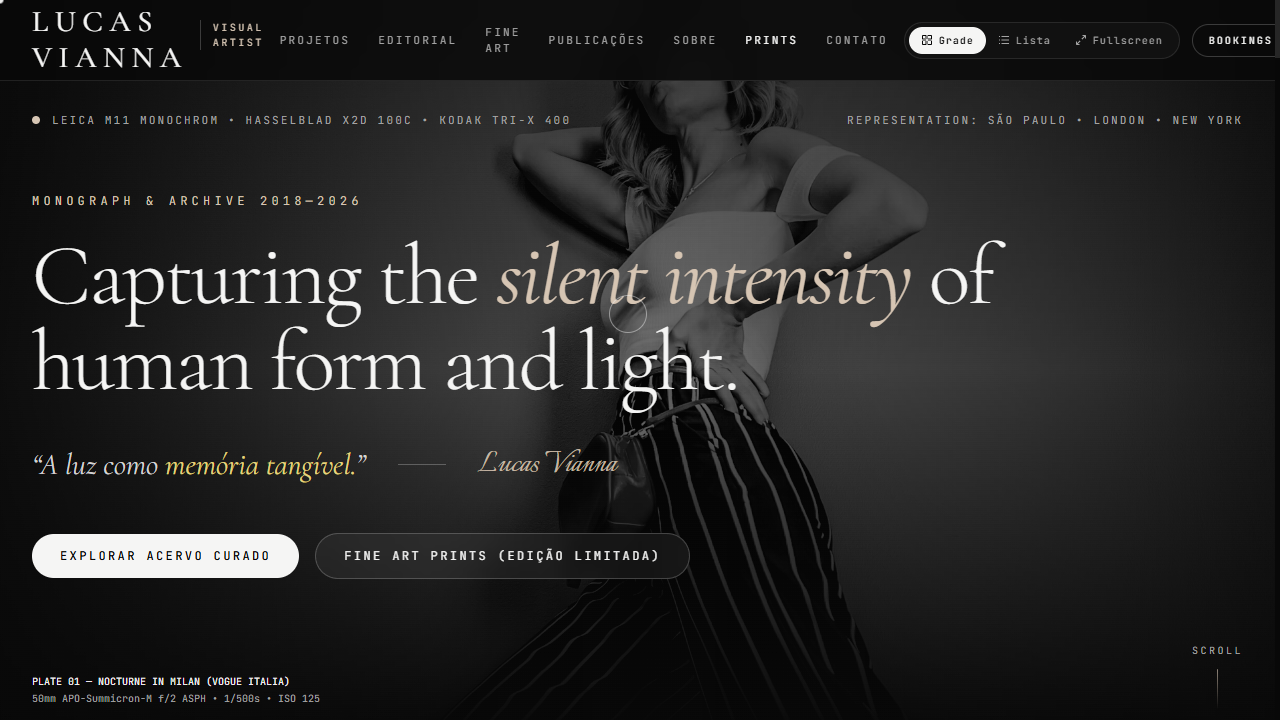 LUCAS
VIANNA
VISUAL
ARTIST
PROJETOS
EDITORIAL
FINE
ART
PUBLICAÇÕES
SOBRE
PRINTS
CONTATO
Grade
Lista
Fullscreen
BOOKINGS
LEICA M11 MONOCHROM • HASSELBLAD X2D 100C • KODAK TRI-X 400
REPRESENTATION: SÃO PAULO • LONDON • NEW YORK
MONOGRAPH & ARCHIVE 2018—2026
Capturing the silent intensity of
human form and light.
“A luz como memória tangível.”
Lucas Vianna
EXPLORAR ACERVO CURADO
FINE ART PRINTS (EDIÇÃO LIMITADA)
SCROLL
PLATE 01 — NOCTURNE IN MILAN (VOGUE ITALIA)
50mm APO-Summicron-M f/2 ASPH • 1/500s • ISO 125